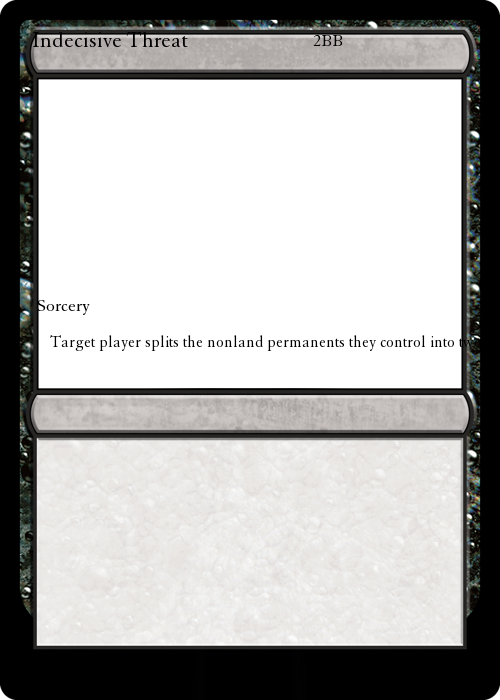 Indecisive Threat 2BB
Sorcery
Target player splits the nonland permanents they control into